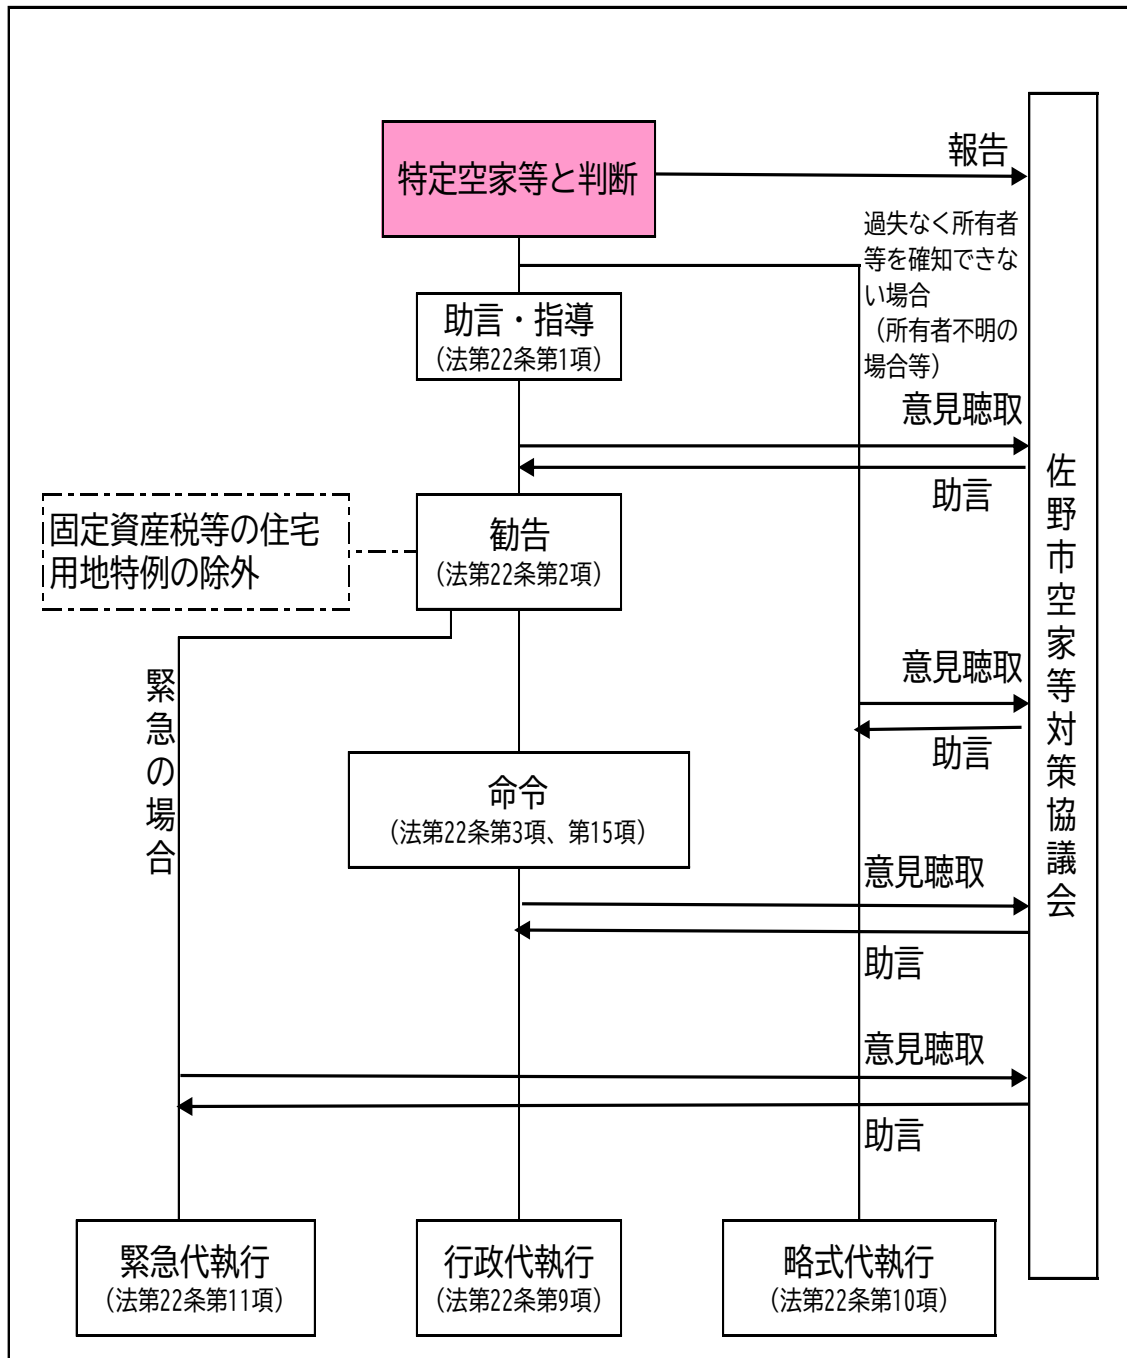 特定空家等と判断
報告
過失なく所有者
等を確知できな
い場合
（所有者不明の
場合等）
助言・指導
（法第22条第1項）
意見聴取
助言
固定資産税等の住宅
用地特例の除外
勧告
（法第22条第2項）
佐野市空家等対策協議会
緊急の場合
意見聴取
助言
命令
（法第22条第3項、第15項）
意見聴取
助言
意見聴取
助言
緊急代執行
（法第22条第11項）
行政代執行
（法第22条第9項）
略式代執行
（法第22条第10項）